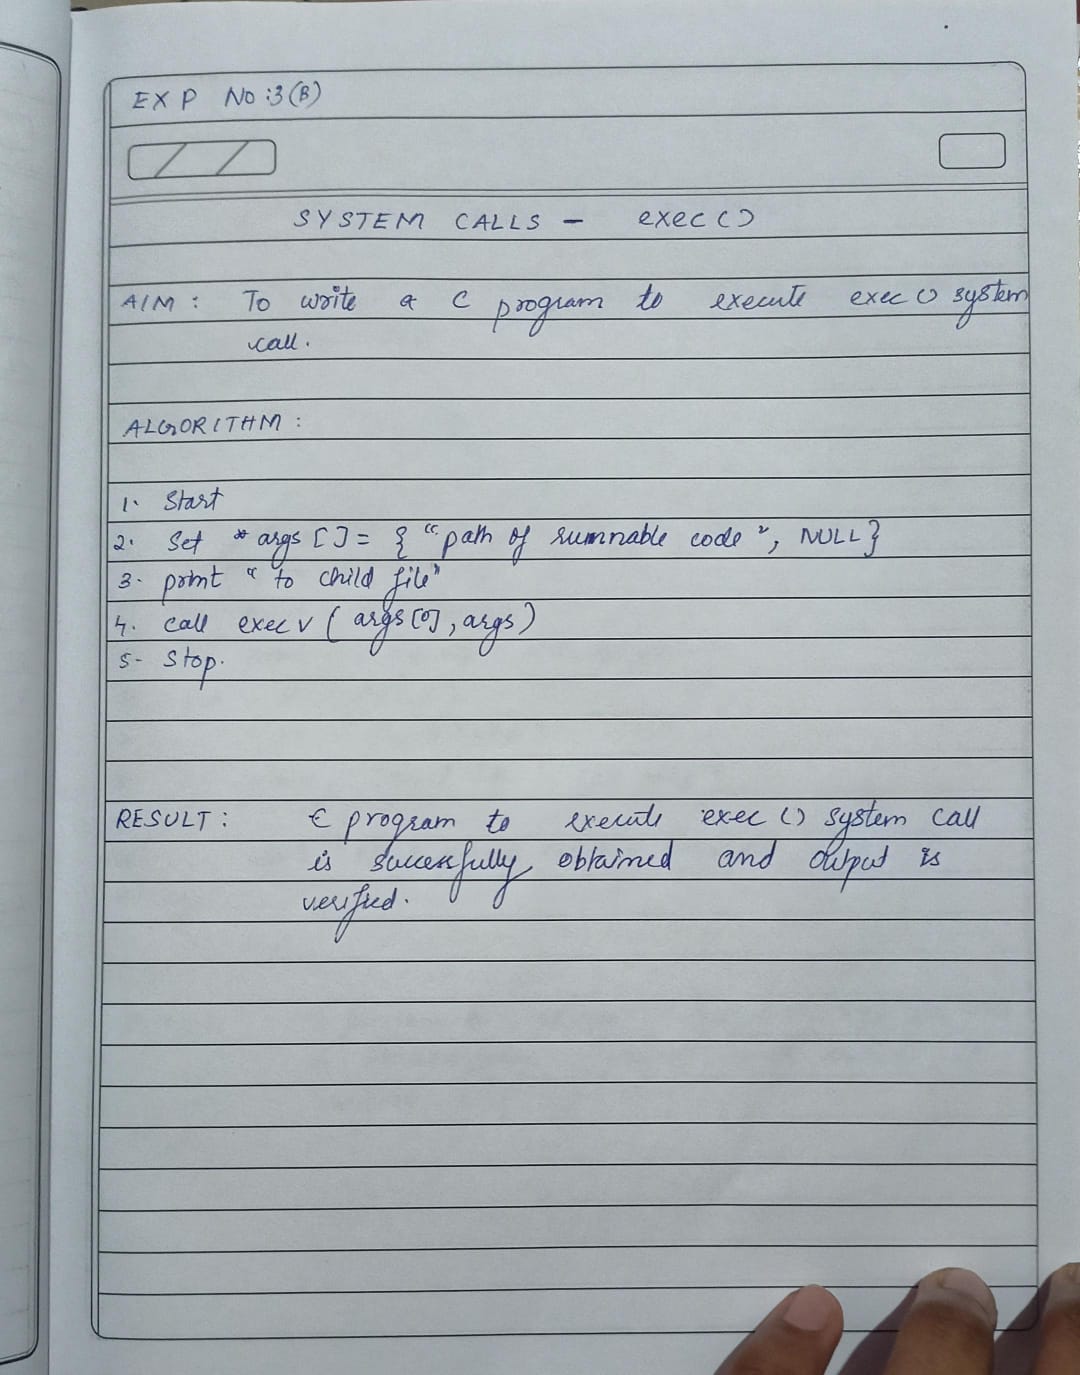 EXP No :3 (B)
SYSTEM CALLS - exec ()
AIM : To write a C program to execute exec () system
call.
ALGORITHM :
1. Start
2. Set * args [] = { "path of runnable code", NULL }
3. print " to child file"
4. call execv ( args [0], args)
5- Stop.
RESULT : C program to execute exec () system call
is successfully obtained and output is
verified.